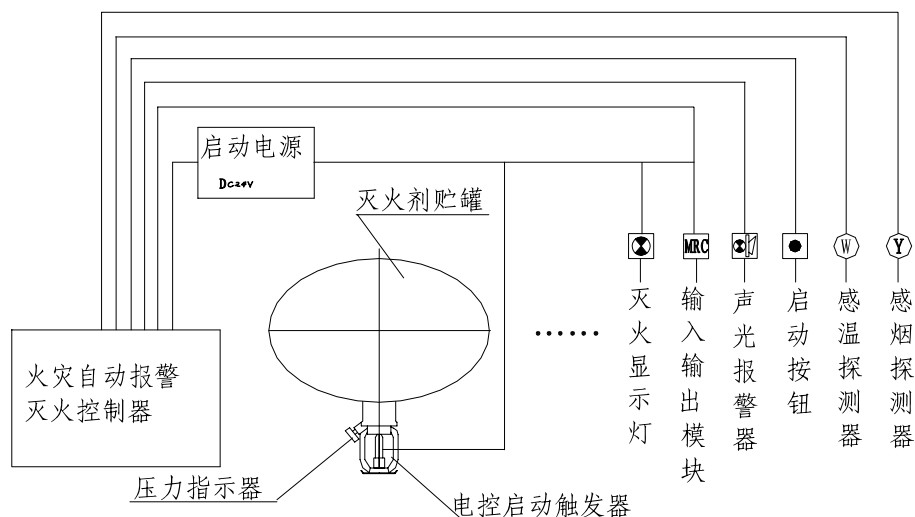 启动电源
DC24V
灭火剂贮罐
MRC
W
Y
火灾自动报警
灭火控制器
......
灭火显示灯
输入输出模块
声光报警器
启动按钮
感温探测器
感烟探测器
压力指示器
电控启动触发器